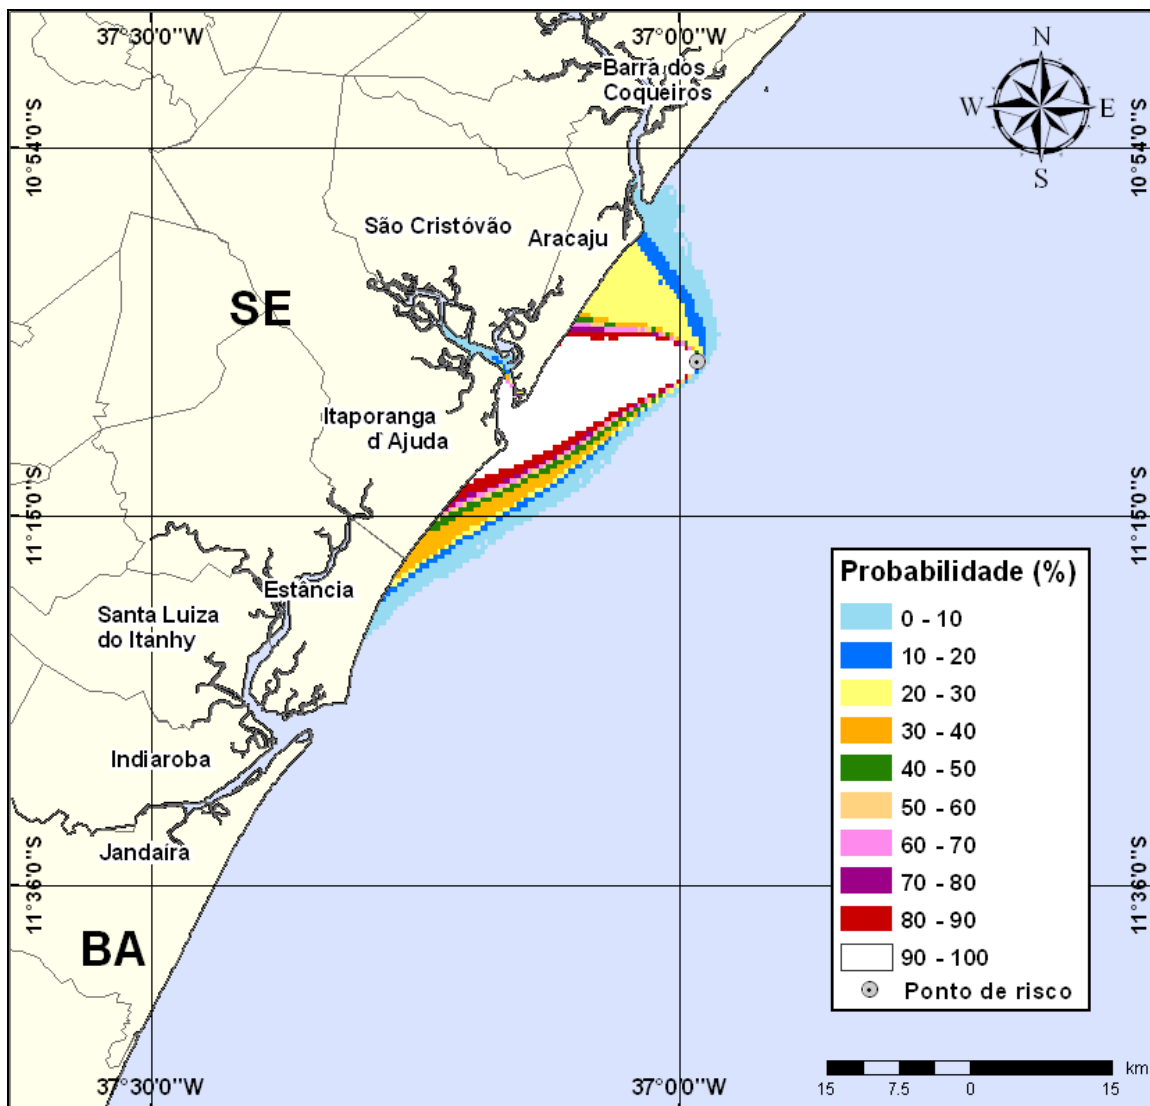 37°30'0''W
37°0'0''W
N
Barra dos
Coqueiros
W
E
10°54'0''S
10°54'0''S
S
São Cristóvão
Aracaju
SE
Itaporanga
d`Ajuda
11°15'0''S
11°15'0''S
Probabilidade (%)
Estância
Santa Luiza
do Itanhy
0 - 10
10 - 20
20 - 30
30 - 40
Indiaroba
40 - 50
50 - 60
Jandaíra
60 - 70
11°36'0''S
11°36'0''S
70 - 80
80 - 90
BA
90 - 100
Ponto de risco
km
37°30'0''W
37°0'0''W
15 7.5 0 15